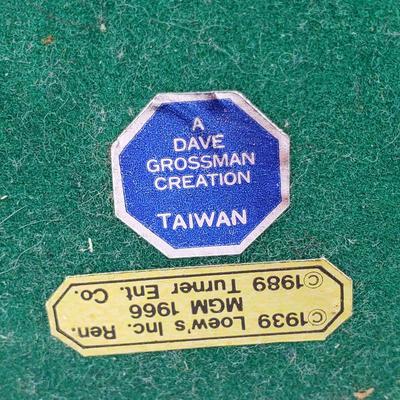 A
DAVE
GROSSMAN
CREATION
TAIWAN
©1939 Loew's Inc. Ren.
MGM 1966
©1989 Turner Ent. Co.